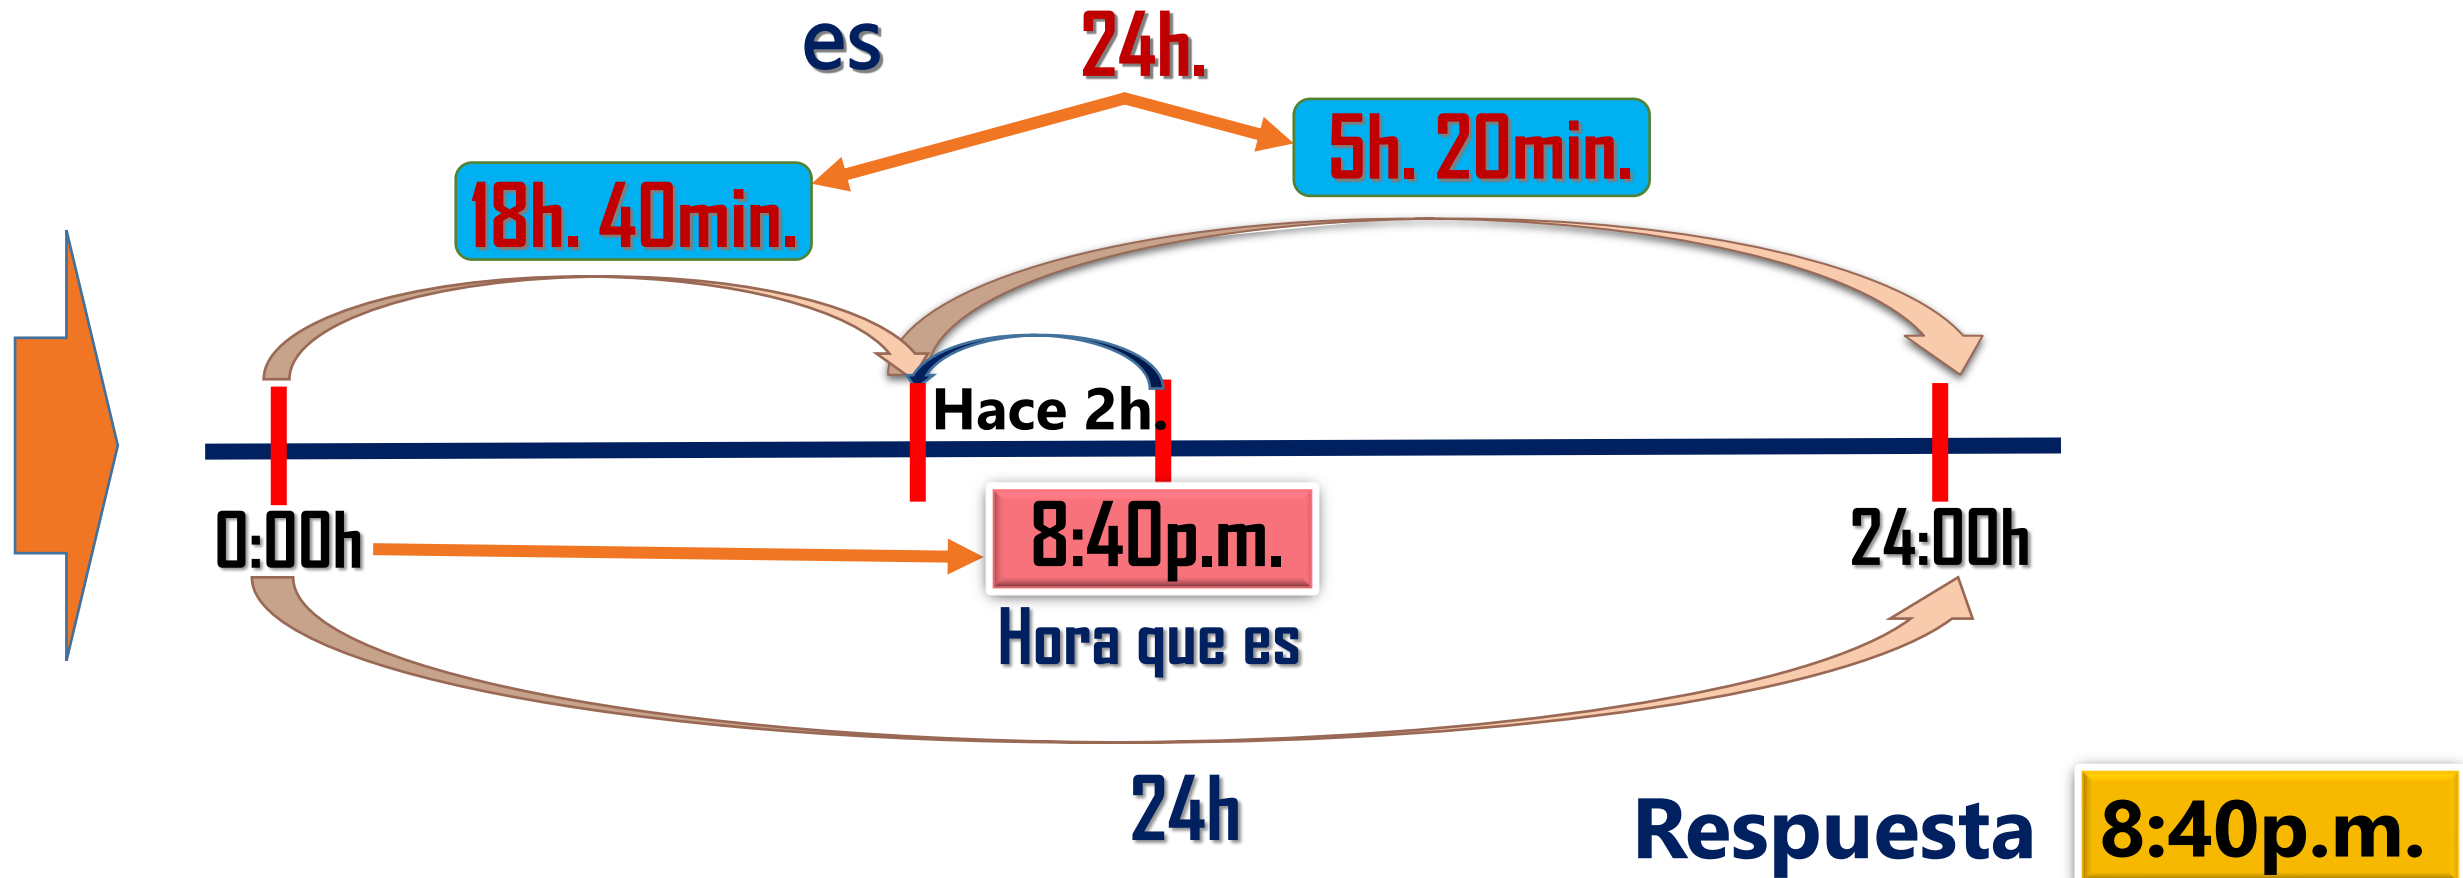 es 24h.
5h. 20min.
18h. 40min.
Hace 2h.
0:00h
8:40p.m.
24:00h
Hora que es
24h
Respuesta 8:40p.m.